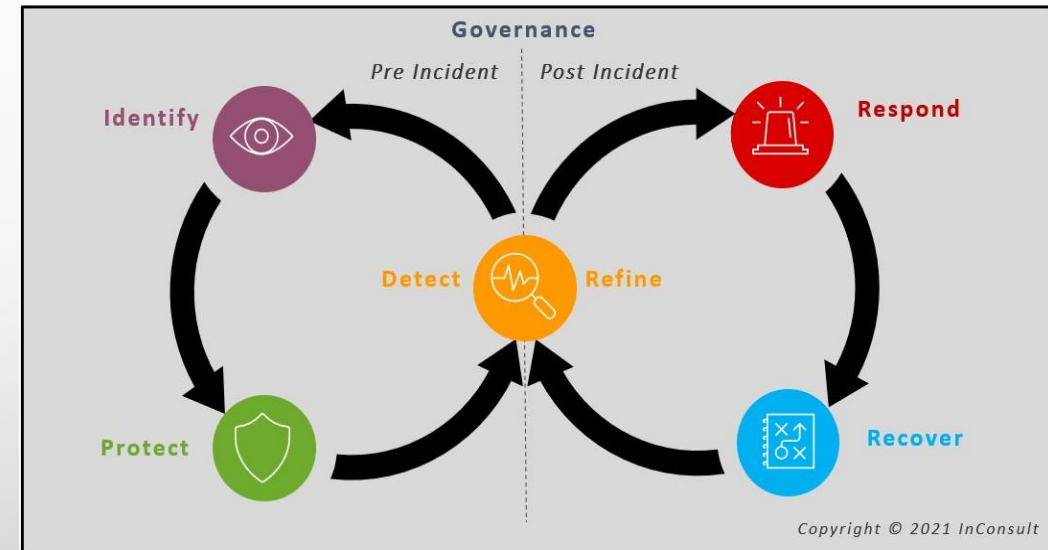 Governance
Pre Incident
Post Incident
Identify
Respond
Detect
Refine
Protect
Recover
Copyright © 2021 InConsult